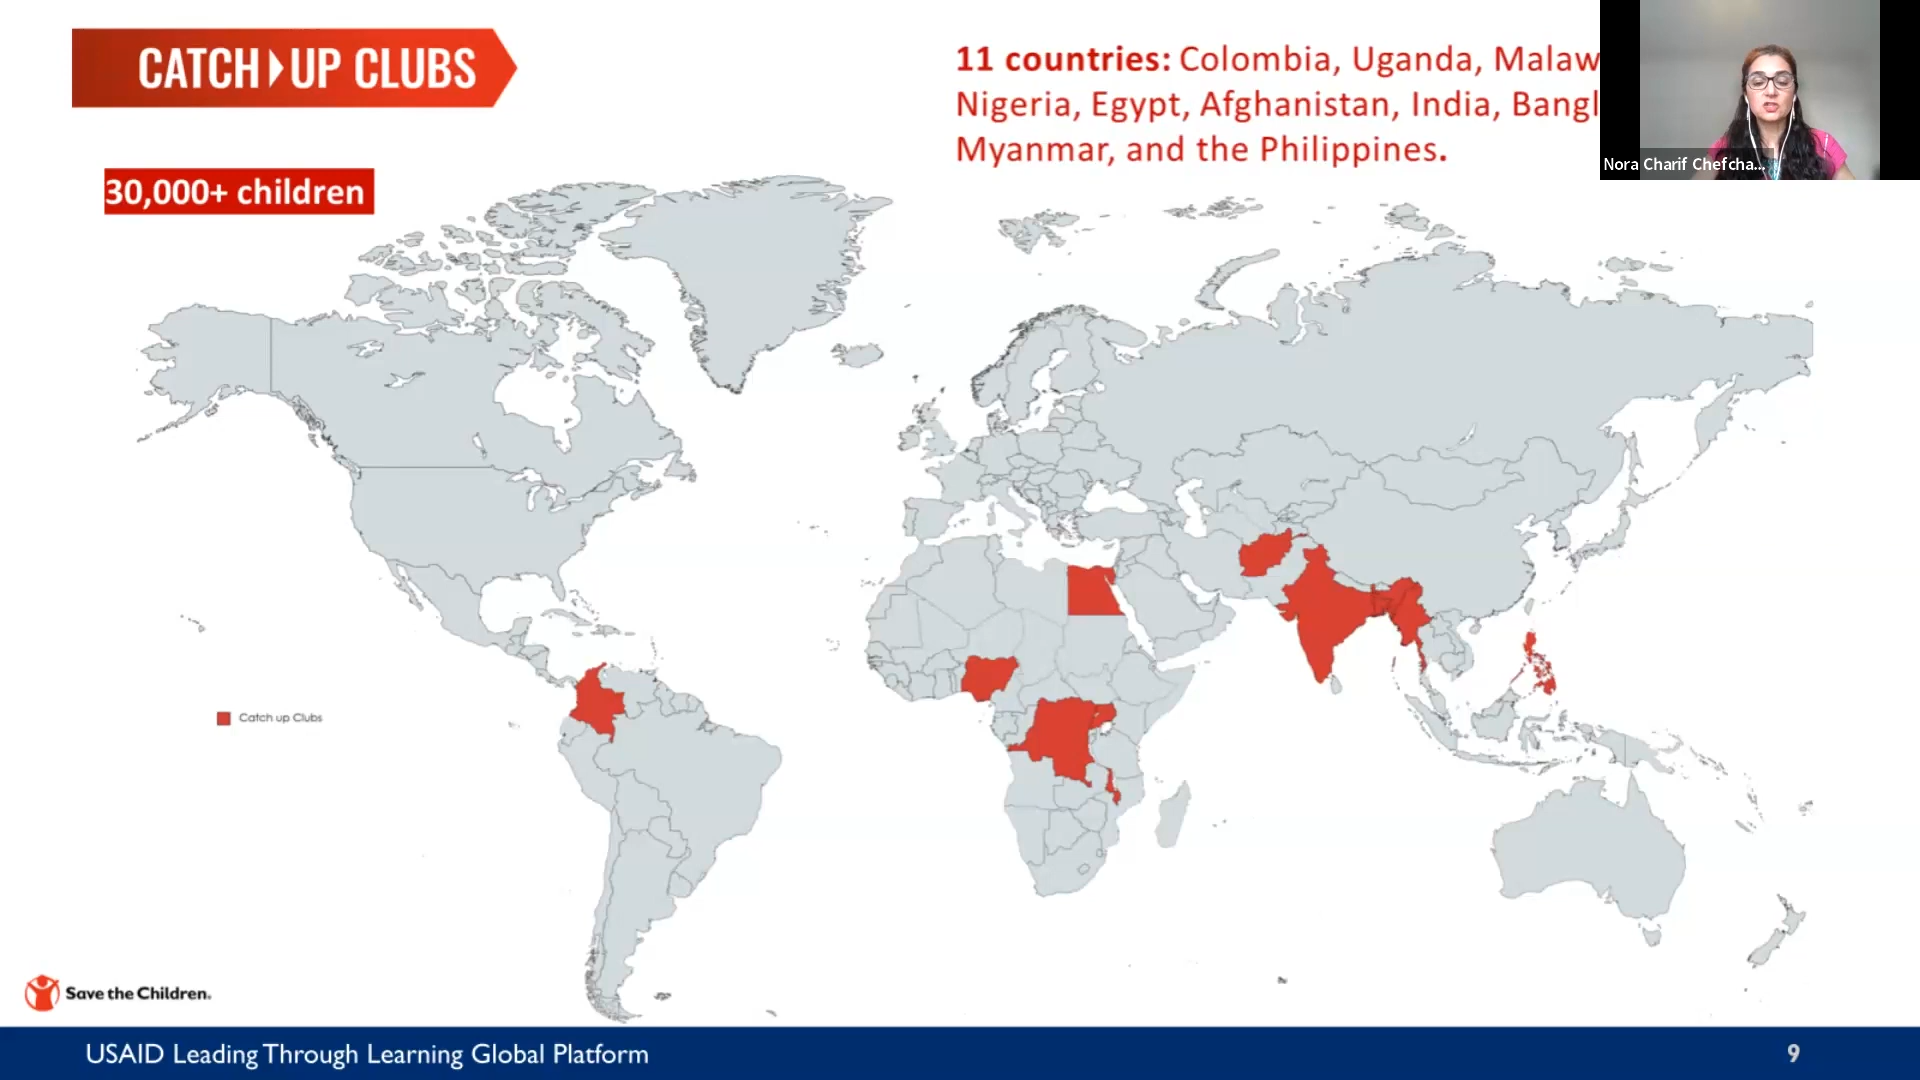 CATCH UP CLUBS
11 countries: Colombia, Uganda, Malaw
Nigeria, Egypt, Afghanistan, India, Bangl
Myanmar, and the Philippines.
Nora Charif Chefcha...
30,000+ children
Catch up Clubs
Save the Children.
USAID Leading Through Learning Global Platform
9